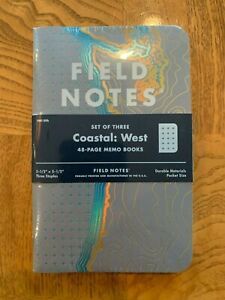 FIELD
NOTES
SET OF THREE
Coastal: West
48-PAGE MEMO BOOKS
3-1/2" × 5-1/2"
Three Staples
FIELD NOTES
DURABLE MATERIALS
Pocket Size